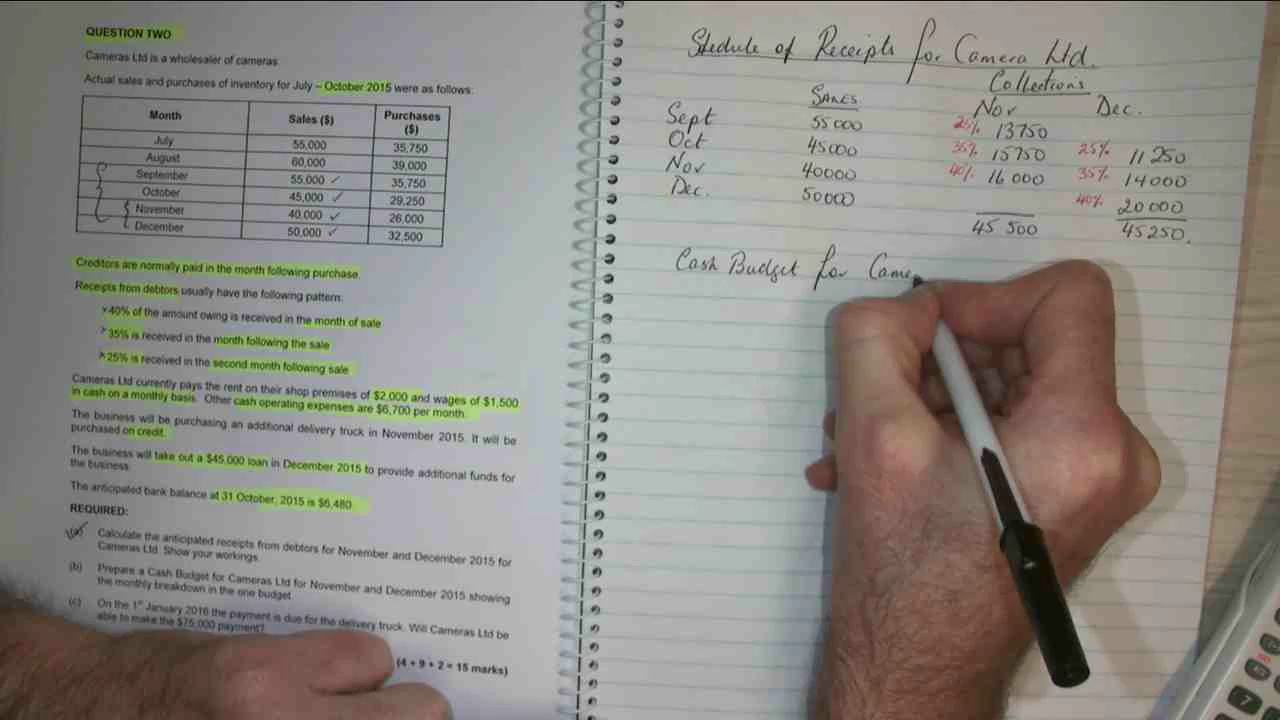 QUESTION TWO
Cameras Ltd is a wholesaler of cameras.
Actual sales and purchases of inventory for July – October 2015 were as follows:
Month Sales ($) Purchases ($)
July 55,000 35,750
August 60,000 39,000
September 55,000 ✓ 35,750
October 45,000 ✓ 29,250
November 40,000 ✓ 26,000
December 50,000 ✓ 32,500
Creditors are normally paid in the month following purchase.
Receipts from debtors usually have the following pattern:
40% of the amount owing is received in the month of sale
35% is received in the month following the sale
25% is received in the second month following sale
Cameras Ltd currently pays the rent on their shop premises of $2,000 and wages of $1,500
in cash on a monthly basis. Other cash operating expenses are $6,700 per month.
The business will be purchasing an additional delivery truck in November 2015. It will be
purchased on credit.
The business will take out a $45,000 loan in December 2015 to provide additional funds for
the business.
The anticipated bank balance at 31 October, 2015 is $6,480.
REQUIRED:
(a) Calculate the anticipated receipts from debtors for November and December 2015 for
Cameras Ltd. Show your workings.
(b) Prepare a Cash Budget for Cameras Ltd for November and December 2015 showing
the monthly breakdown in the one budget.
(c) On the 1st January 2016 the payment is due for the delivery truck. Will Cameras Ltd be
able to make the $75,000 payment?
(4 + 9 + 2 = 15 marks)
Shedule of Receipts for Camera Ltd.
Collections
SALES Nov Dec.
Sept 55000 25% 13750
Oct 45000 35% 15750 25% 11 250
Nov 40000 40% 16 000 35% 14000
Dec. 50000 40% 20 000
45 500 45250.
Cash Budget for Came
7